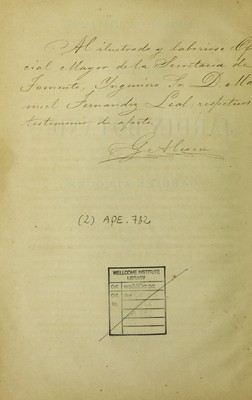 Al ilustrado y laborioso Ofi
cial Mayor de la Secretaría de
Fomento, Ingeniero Sr. D. Ma
nuel Fernandez Leal, respetuoso
testimonio de afecto.
(2) APE.732
WELLCOME INSTITUTE
LIBRARY